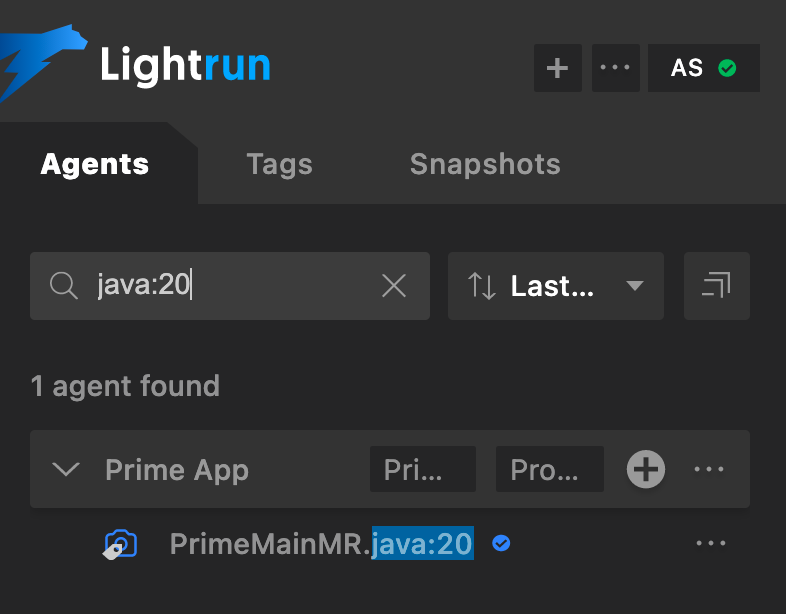 Lightrun
AS
Agents Tags Snapshots
java:20
Last...
1 agent found
Prime App Pri... Pro...
PrimeMainMR.java:20